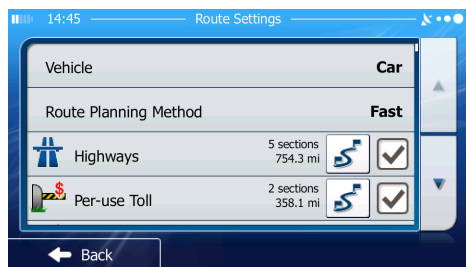 14:45 Route Settings
Vehicle Car
Route Planning Method Fast
Highways 5 sections
754.3 mi
Per-use Toll 2 sections
358.1 mi
Back